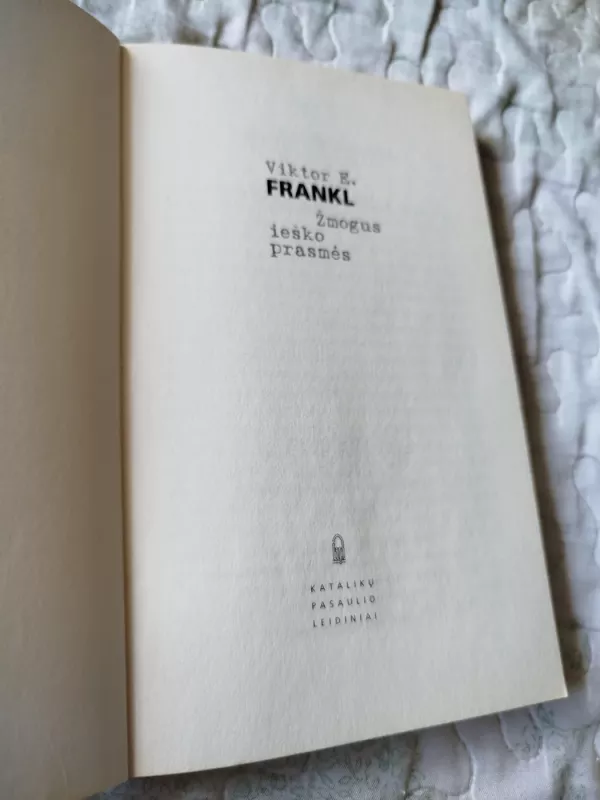 Viktor E.
FRANKL
Žmogus
ieško
prasmės
KATALIKŲ
PASAULIO
LEIDINIAI